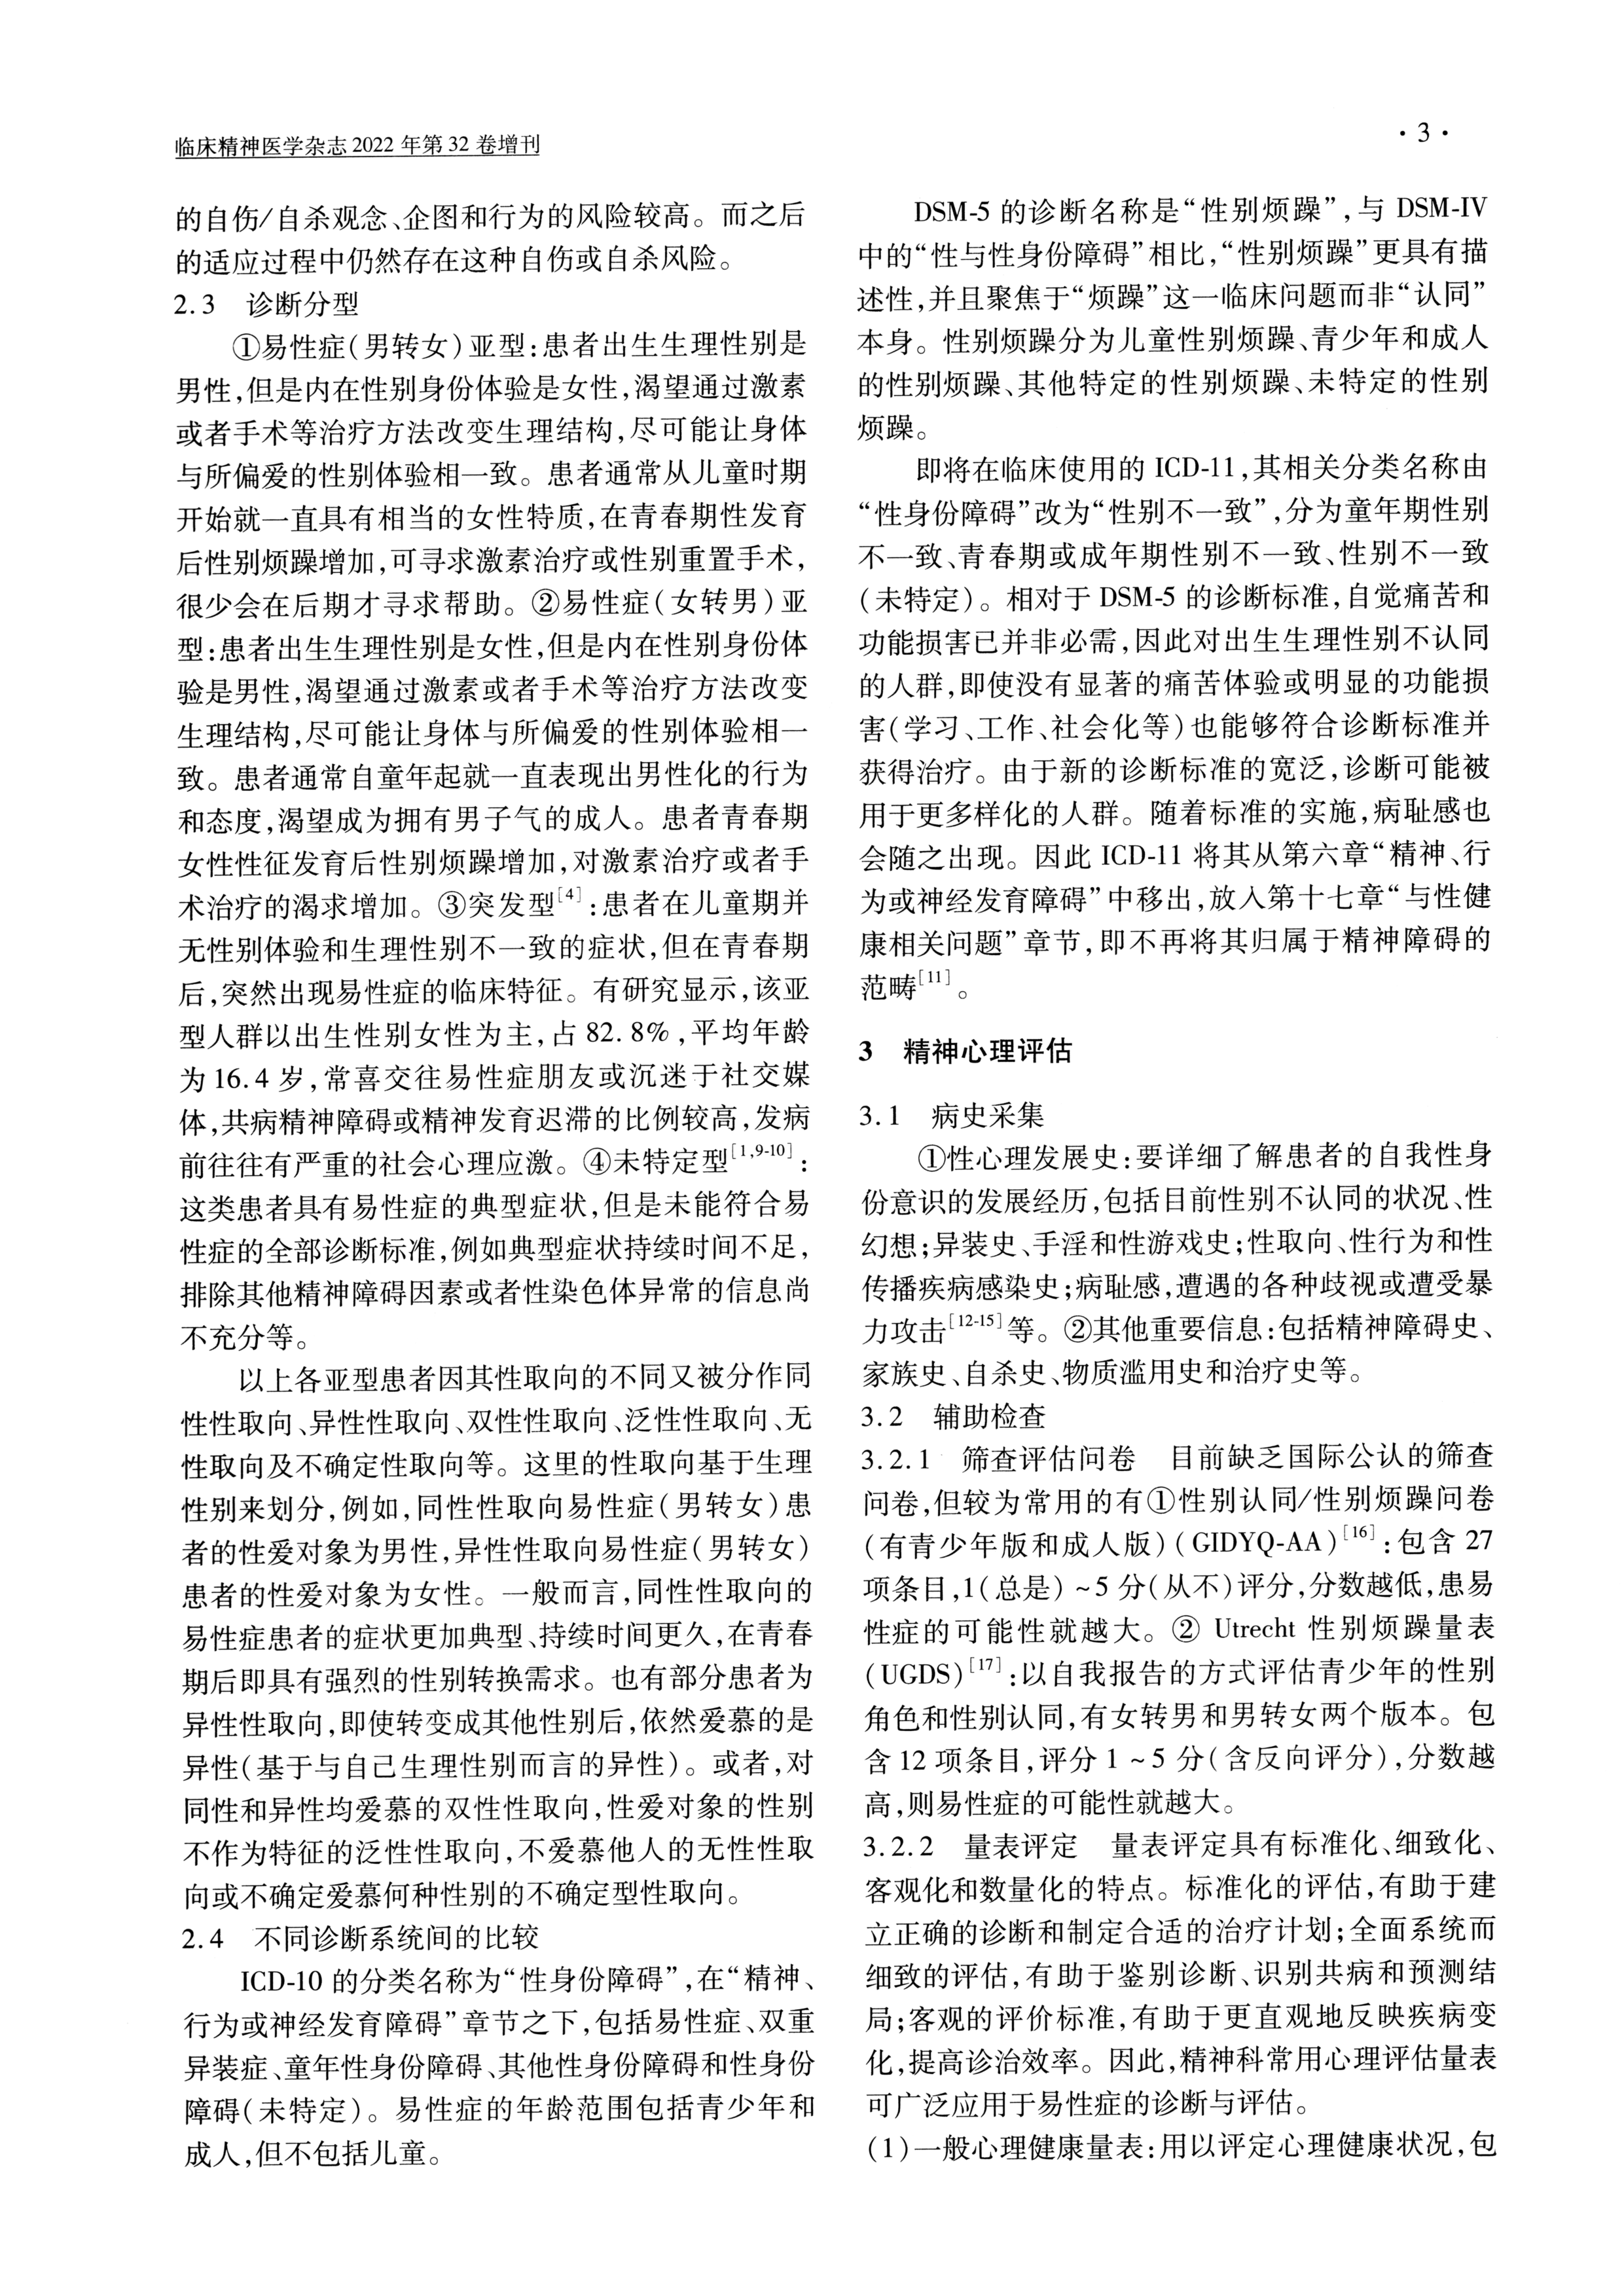 临床精神医学杂志2022年第32卷增刊
·3·
的自伤/自杀观念、企图和行为的风险较高。而之后
的适应过程中仍然存在这种自伤或自杀风险。
2.3 诊断分型
①易性症(男转女)亚型:患者出生生理性别是
男性,但是内在性别身份体验是女性,渴望通过激素
或者手术等治疗方法改变生理结构,尽可能让身体
与所偏爱的性别体验相一致。患者通常从儿童时期
开始就一直具有相当的女性特质,在青春期性发育
后性别烦躁增加,可寻求激素治疗或性别重置手术,
很少会在后期才寻求帮助。②易性症(女转男)亚
型:患者出生生理性别是女性,但是内在性别身份体
验是男性,渴望通过激素或者手术等治疗方法改变
生理结构,尽可能让身体与所偏爱的性别体验相一
致。患者通常自童年起就一直表现出男性化的行为
和态度,渴望成为拥有男子气的成人。患者青春期
女性性征发育后性别烦躁增加,对激素治疗或者手
术治疗的渴求增加。③突发型[4]:患者在儿童期并
无性别体验和生理性别不一致的症状,但在青春期
后,突然出现易性症的临床特征。有研究显示,该亚
型人群以出生性别女性为主,占82.8%,平均年龄
为16.4岁,常喜交往易性症朋友或沉迷于社交媒
体,共病精神障碍或精神发育迟滞的比例较高,发病
前往往有严重的社会心理应激。④未特定型[1,9-10]:
这类患者具有易性症的典型症状,但是未能符合易
性症的全部诊断标准,例如典型症状持续时间不足,
排除其他精神障碍因素或者性染色体异常的信息尚
不充分等。
以上各亚型患者因其性取向的不同又被分作同
性性取向、异性性取向、双性性取向、泛性性取向、无
性取向及不确定性取向等。这里的性取向基于生理
性别来划分,例如,同性性取向易性症(男转女)患
者的性爱对象为男性,异性性取向易性症(男转女)
患者的性爱对象为女性。一般而言,同性性取向的
易性症患者的症状更加典型、持续时间更久,在青春
期后即具有强烈的性别转换需求。也有部分患者为
异性性取向,即使转变成其他性别后,依然爱慕的是
异性(基于与自己生理性别而言的异性)。或者,对
同性和异性均爱慕的双性性取向,性爱对象的性别
不作为特征的泛性性取向,不爱慕他人的无性性取
向或不确定爱慕何种性别的不确定型性取向。
2.4 不同诊断系统间的比较
ICD-10的分类名称为“性身份障碍”,在“精神、
行为或神经发育障碍”章节之下,包括易性症、双重
异装症、童年性身份障碍、其他性身份障碍和性身份
障碍(未特定)。易性症的年龄范围包括青少年和
成人,但不包括儿童。
DSM-5的诊断名称是“性别烦躁”,与DSM-IV
中的“性与性身份障碍”相比,“性别烦躁”更具有描
述性,并且聚焦于“烦躁”这一临床问题而非“认同”
本身。性别烦躁分为儿童性别烦躁、青少年和成人
的性别烦躁、其他特定的性别烦躁、未特定的性别
烦躁。
即将在临床使用的ICD-11,其相关分类名称由
“性身份障碍”改为“性别不一致”,分为童年期性别
不一致、青春期或成年期性别不一致、性别不一致
(未特定)。相对于DSM-5的诊断标准,自觉痛苦和
功能损害已并非必需,因此对出生生理性别不认同
的人群,即使没有显著的痛苦体验或明显的功能损
害(学习、工作、社会化等)也能够符合诊断标准并
获得治疗。由于新的诊断标准的宽泛,诊断可能被
用于更多样化的人群。随着标准的实施,病耻感也
会随之出现。因此ICD-11将其从第六章“精神、行
为或神经发育障碍”中移出,放入第十七章“与性健
康相关问题”章节,即不再将其归属于精神障碍的
范畴[11]。
3 精神心理评估
3.1 病史采集
①性心理发展史:要详细了解患者的自我性身
份意识的发展经历,包括目前性别不认同的状况、性
幻想;异装史、手淫和性游戏史;性取向、性行为和性
传播疾病感染史;病耻感,遭遇的各种歧视或遭受暴
力攻击[12-15]等。②其他重要信息:包括精神障碍史、
家族史、自杀史、物质滥用史和治疗史等。
3.2 辅助检查
3.2.1 筛查评估问卷 目前缺乏国际公认的筛查
问卷,但较为常用的有①性别认同/性别烦躁问卷
(有青少年版和成人版)(GIDYQ-AA)[16]:包含27
项条目,1(总是)~5分(从不)评分,分数越低,患易
性症的可能性就越大。② Utrecht 性别烦躁量表
(UGDS)[17]:以自我报告的方式评估青少年的性别
角色和性别认同,有女转男和男转女两个版本。包
含12项条目,评分1~5分(含反向评分),分数越
高,则易性症的可能性就越大。
3.2.2 量表评定 量表评定具有标准化、细致化、
客观化和数量化的特点。标准化的评估,有助于建
立正确的诊断和制定合适的治疗计划;全面系统而
细致的评估,有助于鉴别诊断、识别共病和预测结
局;客观的评价标准,有助于更直观地反映疾病变
化,提高诊治效率。因此,精神科常用心理评估量表
可广泛应用于易性症的诊断与评估。
(1)一般心理健康量表:用以评定心理健康状况,包